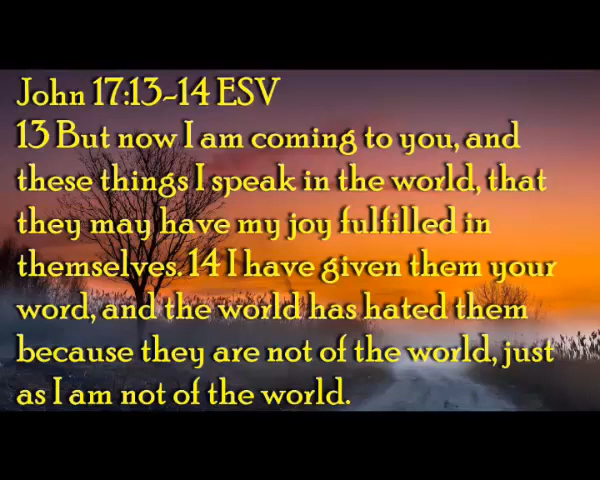 John 17:13-14 ESV
13 But now I am coming to you, and
these things I speak in the world, that
they may have my joy fulfilled in
themselves. 14 I have given them your
word, and the world has hated them
because they are not of the world, just
as I am not of the world.